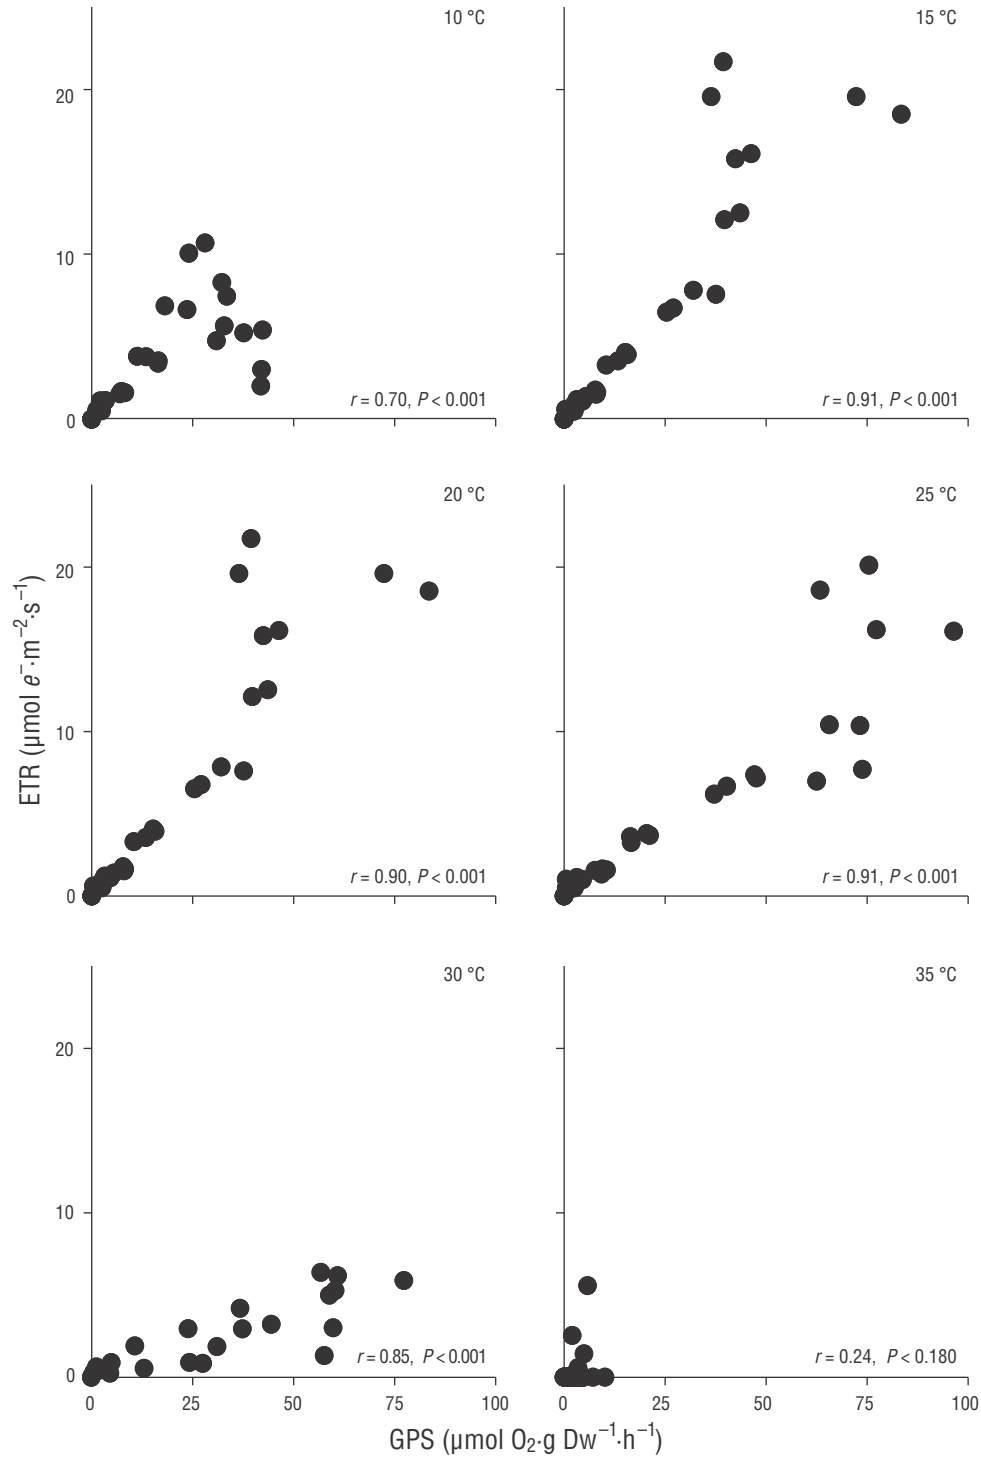 10 °C
15 °C
20
10
0
r = 0.70, P < 0.001
r = 0.91, P < 0.001
20 °C
25 °C
20
10
0
r = 0.90, P < 0.001
r = 0.91, P < 0.001
ETR (µmol e⁻·m⁻²·s⁻¹)
30 °C
35 °C
20
10
0
r = 0.85, P < 0.001
r = 0.24, P < 0.180
0 25 50 75 100
0 25 50 75 100
GPS (µmol O₂·g Dw⁻¹·h⁻¹)